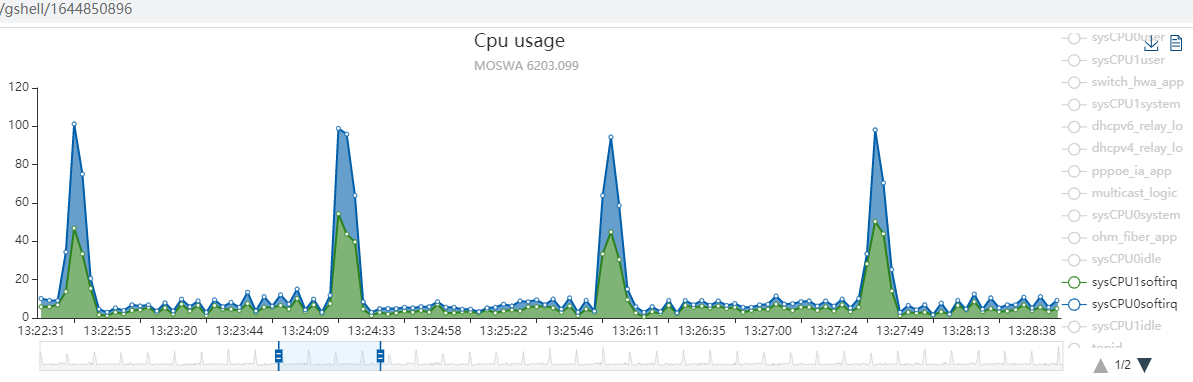 /gshell/1644850896
Cpu usage
MOSWA 6203.099
120
100
80
60
40
20
0
13:22:31 13:22:55 13:23:20 13:23:44 13:24:09 13:24:33 13:24:58 13:25:22 13:25:46 13:26:11 13:26:35 13:27:00 13:27:24 13:27:49 13:28:13 13:28:38
sysCPU0user
sysCPU1user
switch_hwa_app
sysCPU1system
dhcpv6_relay_lo
dhcpv4_relay_lo
pppoe_ia_app
multicast_logic
sysCPU0system
ohm_fiber_app
sysCPU0idle
sysCPU1softirq
sysCPU0softirq
sysCPU1idle
1/2